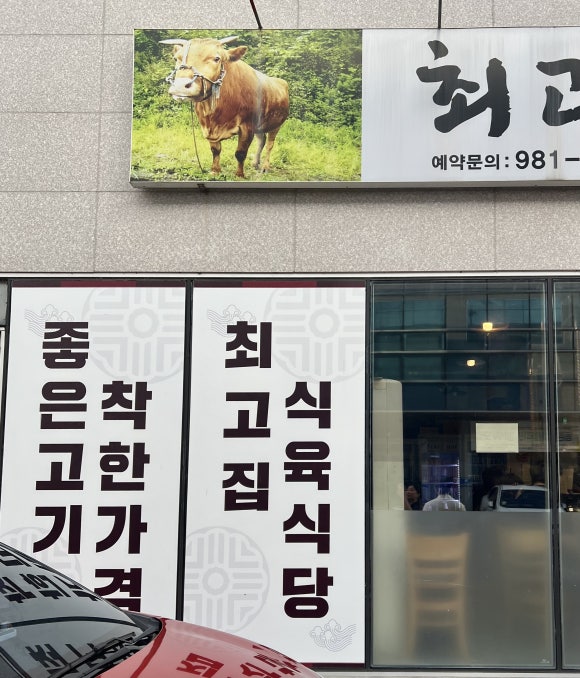 최고
예약문의 : 981-
좋은고기
착한가격
최고집
식육식당